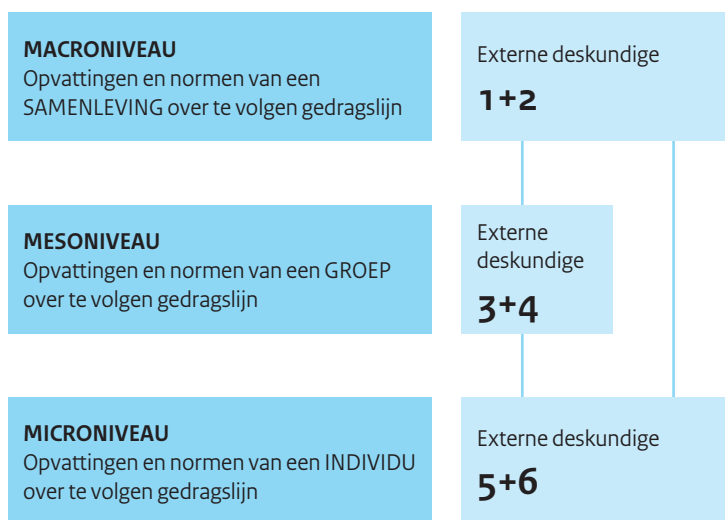 MACRONIVEAU
Opvattingen en normen van een
SAMENLEVING over te volgen gedragslijn
Externe deskundige
1+2
MESONIVEAU
Opvattingen en normen van een GROEP
over te volgen gedragslijn
Externe
deskundige
3+4
MICRONIVEAU
Opvattingen en normen van een INDIVIDU
over te volgen gedragslijn
Externe deskundige
5+6